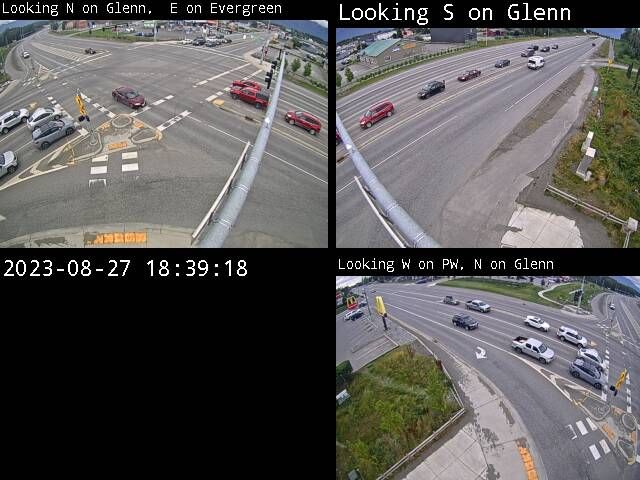 Looking N on Glenn,  E on Evergreen
Looking S on Glenn
2023-08-27 18:39:18
Looking W on PW, N on Glenn